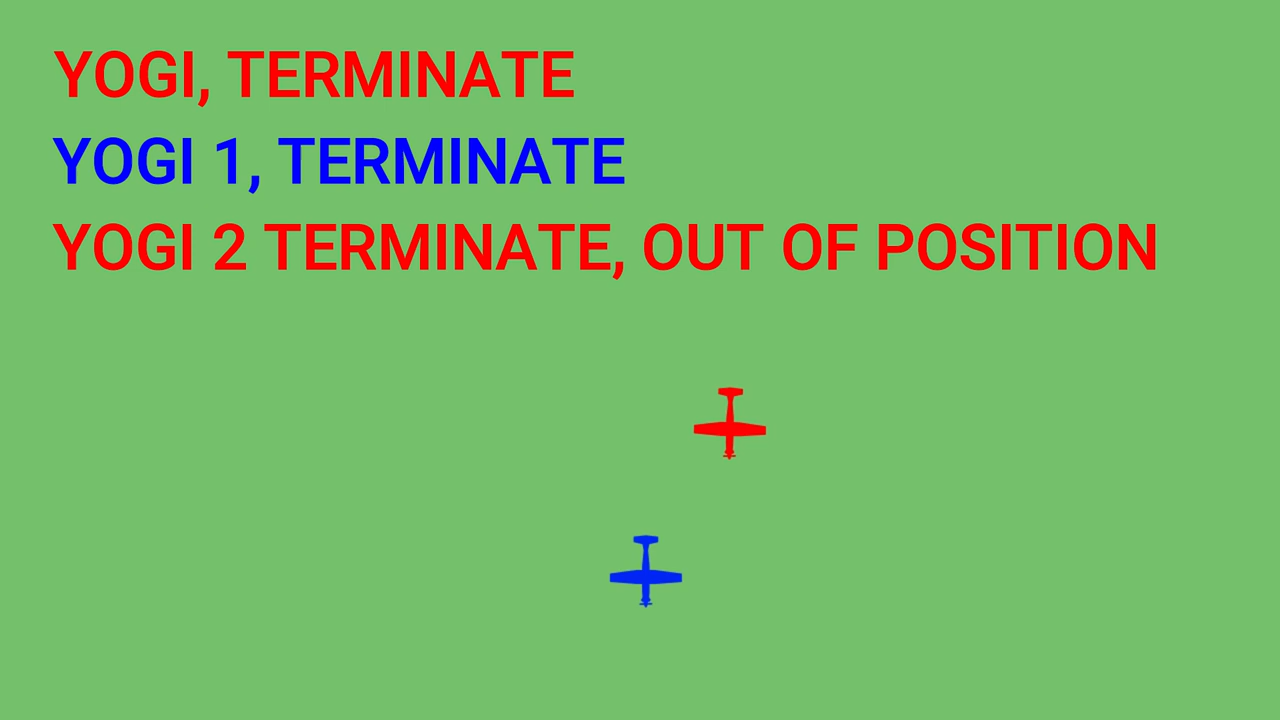 YOGI, TERMINATE
YOGI 1, TERMINATE
YOGI 2 TERMINATE, OUT OF POSITION